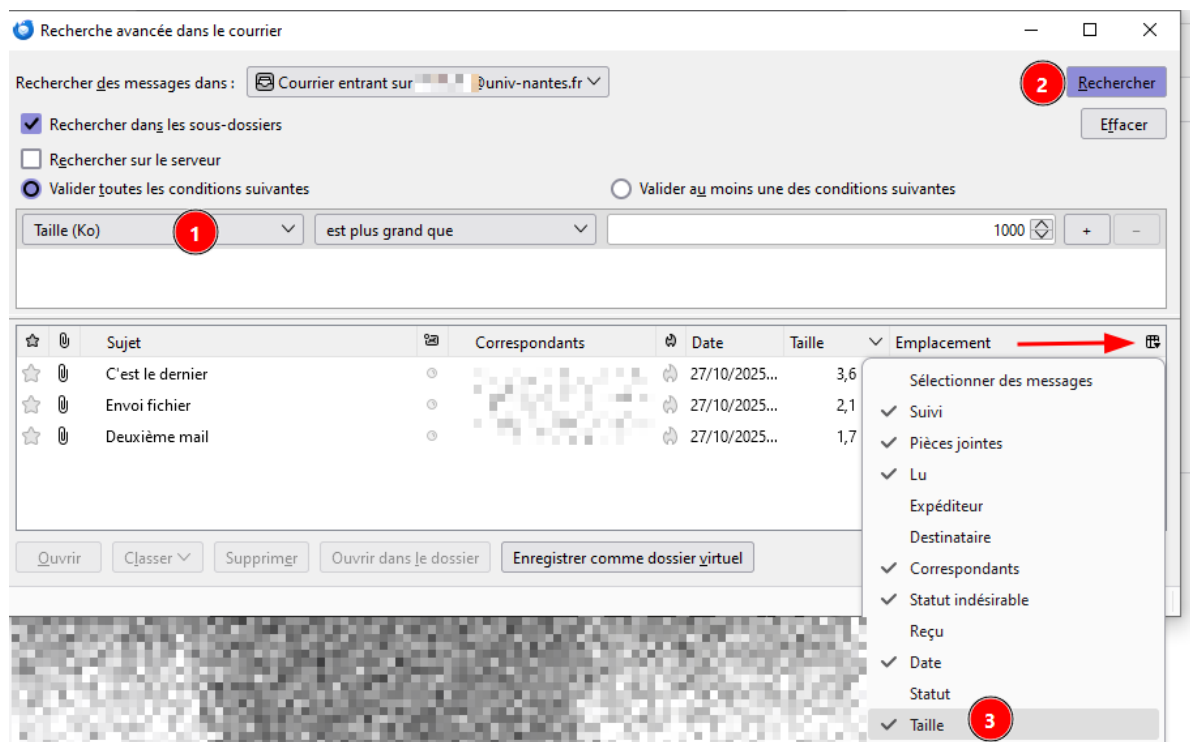 Recherche avancée dans le courrier
Rechercher des messages dans : Courrier entrant sur @univ-nantes.fr
2 Rechercher
Rechercher dans les sous-dossiers
Effacer
Rechercher sur le serveur
Valider toutes les conditions suivantes Valider au moins une des conditions suivantes
Taille (Ko) 1 est plus grand que 1000 + −
Sujet Correspondants Date Taille Emplacement
C'est le dernier 27/10/2025... 3,6
Envoi fichier 27/10/2025... 2,1
Deuxième mail 27/10/2025... 1,7
Sélectionner des messages
Suivi
Pièces jointes
Lu
Expéditeur
Destinataire
Correspondants
Statut indésirable
Reçu
Date
Statut
Taille 3
Ouvrir Classer Supprimer Ouvrir dans le dossier Enregistrer comme dossier virtuel